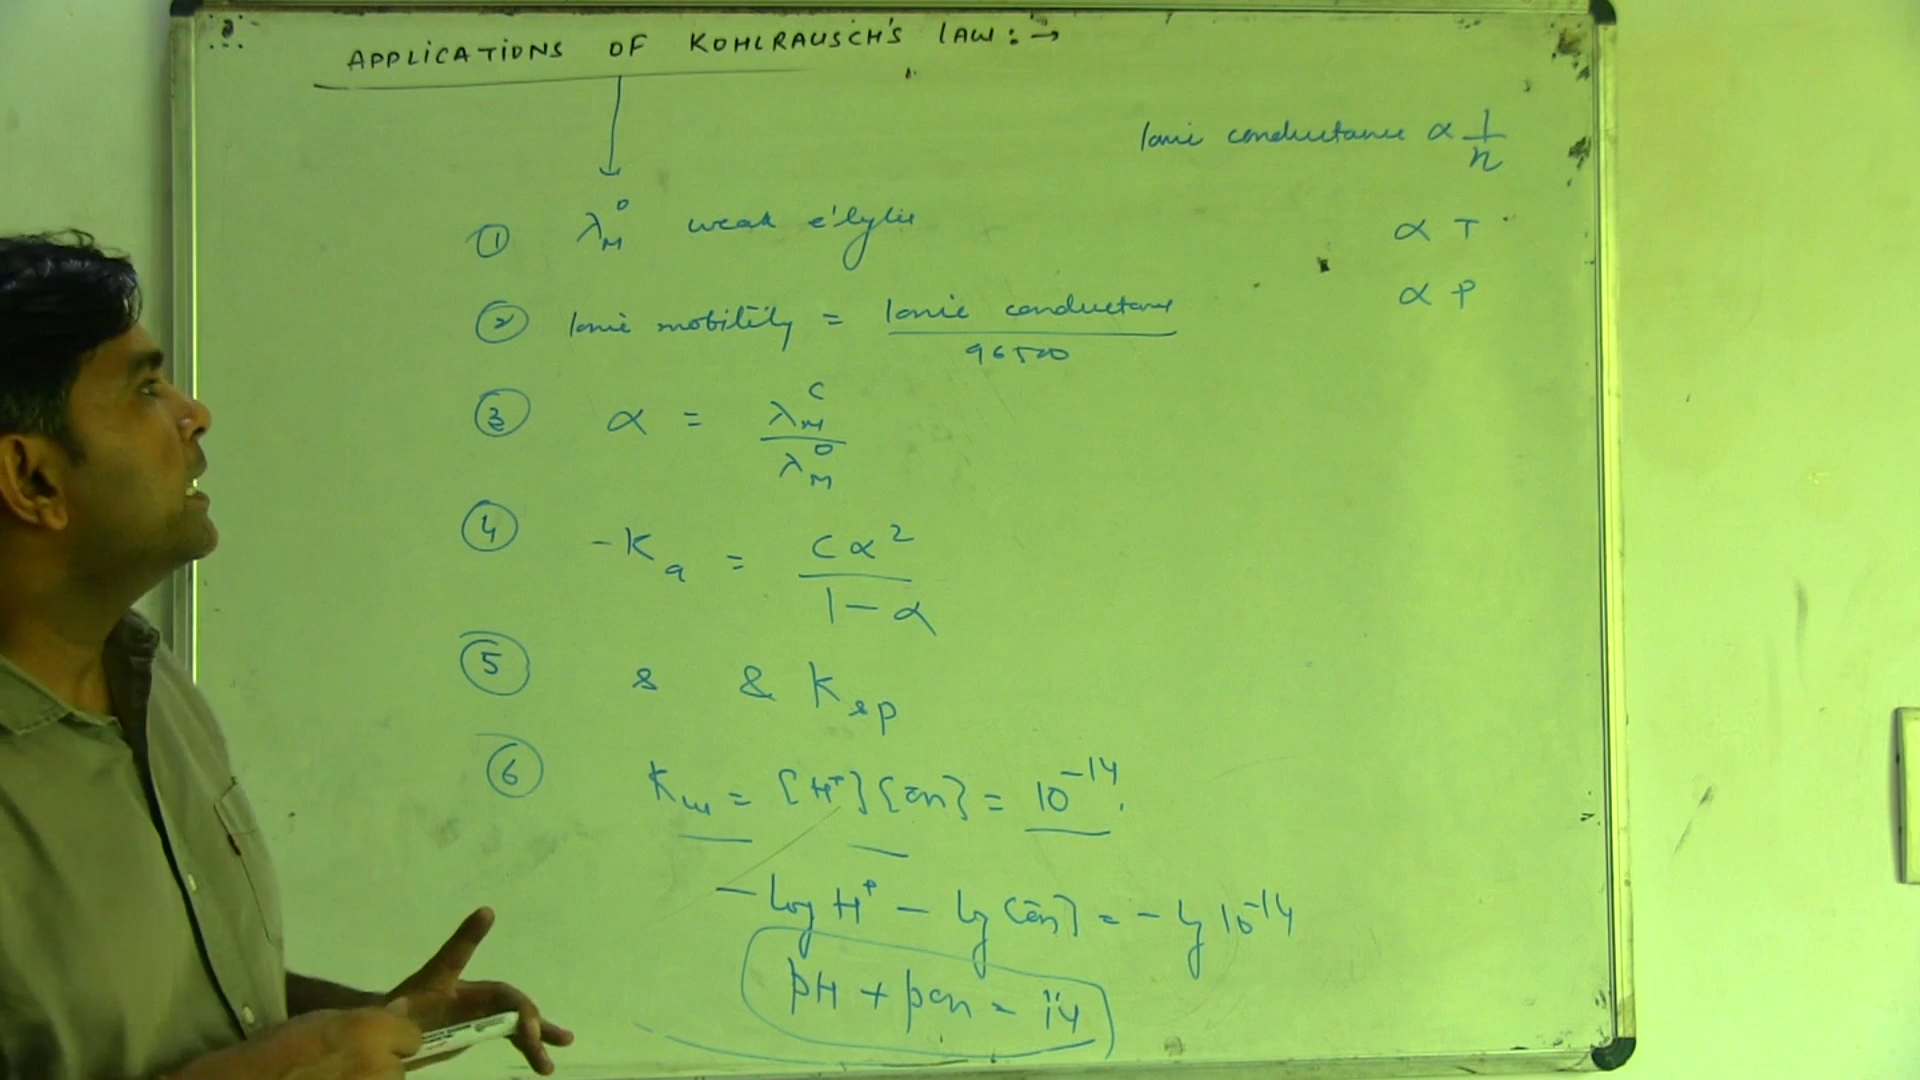 APPLICATIONS OF KOHLRAUSCH'S LAW: →
Ionic conductance ∝ 1/η
∝ T
∝ P
① λ°M weak e'lyte
② Ionic mobility = Ionic conductance / 96500
③ α = λᶜM / λ°M
④ -Ka = Cα² / 1-α
⑤ s & Ksp
⑥ Kw = [H⁺][OH] = 10⁻¹⁴
- log H⁺ - log [OH] = - log 10⁻¹⁴
pH + pOH = 14